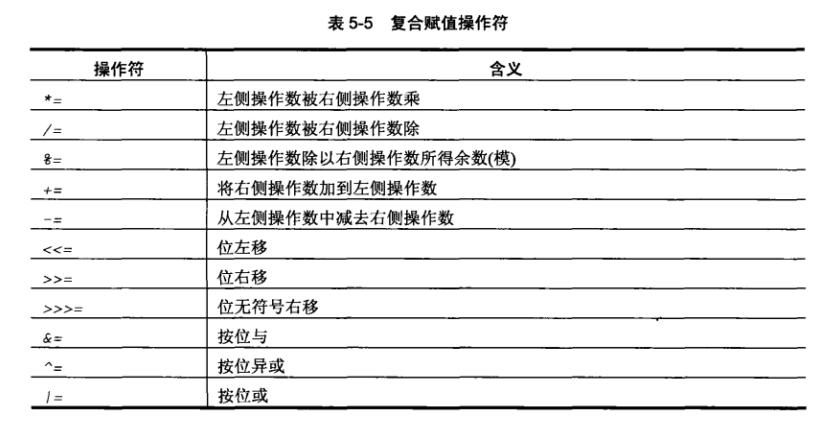 表 5-5 复合赋值操作符
操作符 含义
*= 左侧操作数被右侧操作数乘
/= 左侧操作数被右侧操作数除
%= 左侧操作数除以右侧操作数所得余数(模)
+= 将右侧操作数加到左侧操作数
-= 从左侧操作数中减去右侧操作数
<<= 位左移
>>= 位右移
>>>= 位无符号右移
&= 按位与
^= 按位异或
|= 按位或